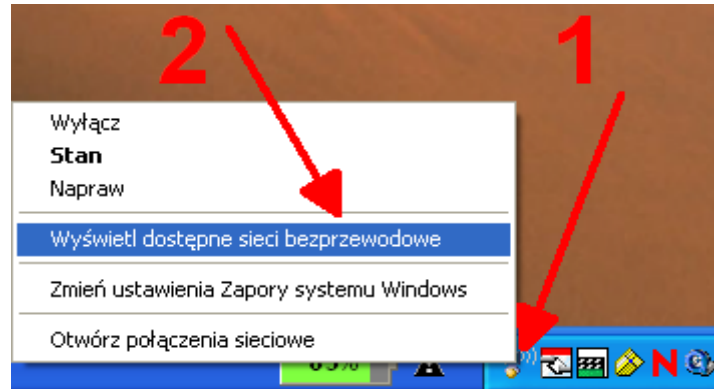 2
1
Wyłącz
Stan
Napraw
Wyświetl dostępne sieci bezprzewodowe
Zmień ustawienia Zapory systemu Windows
Otwórz połączenia sieciowe
N